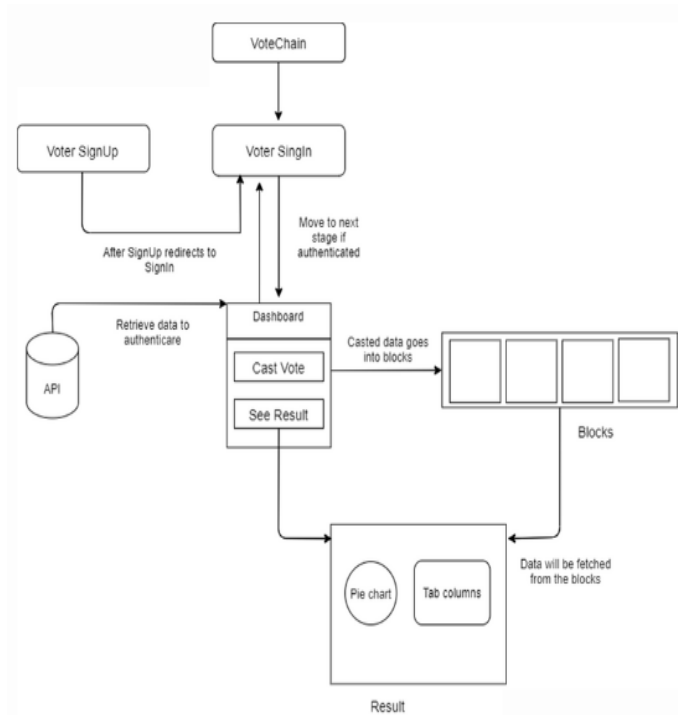 VoteChain
Voter SignUp
Voter SingIn
Move to next
stage if
authenticated
After SignUp redirects to
SignIn
Dashboard
Retrieve data to
authenticare
API
Cast Vote
See Result
Casted data goes
into blocks
Blocks
Data will be fetched
from the blocks
Pie chart
Tab columns
Result